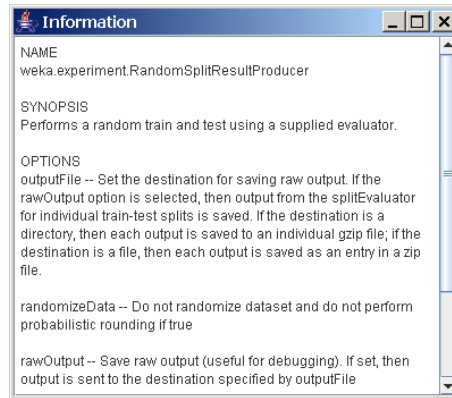 Information
NAME
weka.experiment.RandomSplitResultProducer
SYNOPSIS
Performs a random train and test using a supplied evaluator.
OPTIONS
outputFile -- Set the destination for saving raw output. If the
rawOutput option is selected, then output from the splitEvaluator
for individual train-test splits is saved. If the destination is a
directory, then each output is saved to an individual gzip file; if the
destination is a file, then each output is saved as an entry in a zip
file.
randomizeData -- Do not randomize dataset and do not perform
probabilistic rounding if true
rawOutput -- Save raw output (useful for debugging). If set, then
output is sent to the destination specified by outputFile